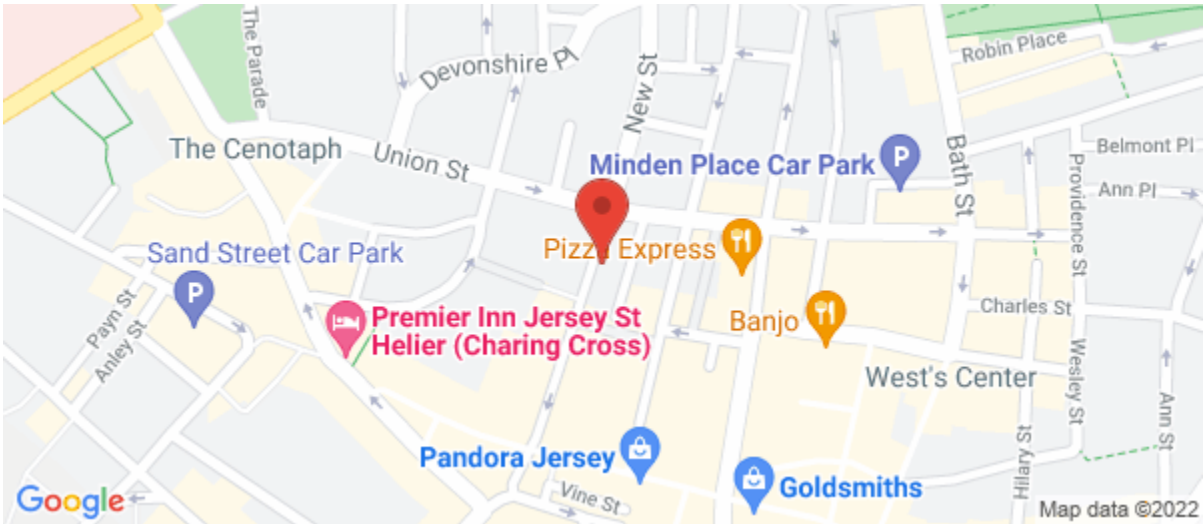 The Parade
Devonshire Pl
New St
Robin Place
The Cenotaph
Union St
Minden Place Car Park
P
Bath St
Belmont Pl
Providence St
Ann Pl
Sand Street Car Park
P
Pizza Express
Payn St
Anley St
Premier Inn Jersey St
Helier (Charing Cross)
Banjo
Charles St
West's Center
Wesley St
Ann St
Hilary St
Pandora Jersey
Goldsmiths
Vine St
Google
Map data ©2022